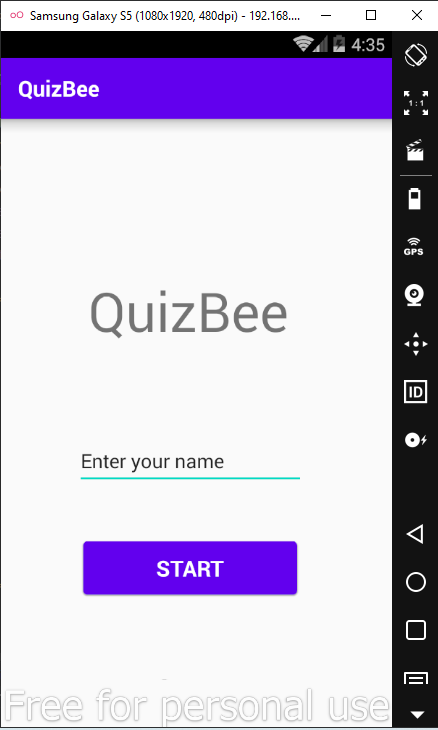 Samsung Galaxy S5 (1080x1920, 480dpi) - 192.168....
4:35
QuizBee
1 : 1
GPS
QuizBee
Enter your name
ID
START
Free for personal use